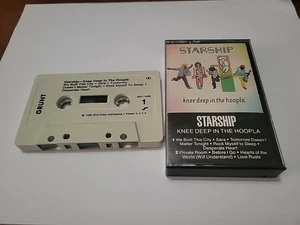 Starship—Knee Deep In The Hoopla
We Built This City • Sara • Tomorrow
Doesn't Matter Tonight • Rock Myself To Sleep •
Desperate Heart
GRUNT
1
STARSHIP
knee deep in the hoopla
STARSHIP
KNEE DEEP IN THE HOOPLA
1 We Built This City • Sara • Tomorrow Doesn't
Matter Tonight • Rock Myself To Sleep •
Desperate Heart
2 Private Room • Before I Go • Hearts of the
World (Will Understand) • Love Rusts